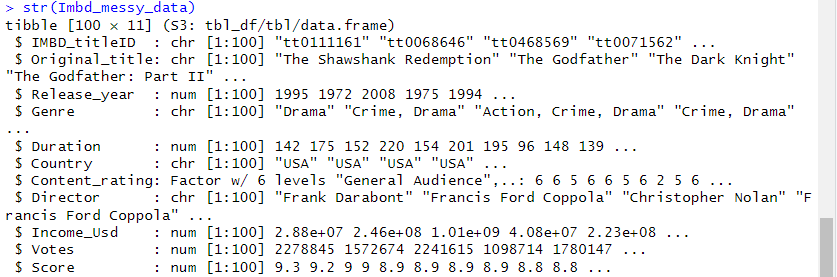 > str(Imbd_messy_data)
tibble [100 × 11] (S3: tbl_df/tbl/data.frame)
 $ IMBD_titleID  : chr [1:100] "tt0111161" "tt0068646" "tt0468569" "tt0071562" ...
 $ Original_title: chr [1:100] "The Shawshank Redemption" "The Godfather" "The Dark Knight"
"The Godfather: Part II" ...
 $ Release_year  : num [1:100] 1995 1972 2008 1975 1994 ...
 $ Genre         : chr [1:100] "Drama" "Crime, Drama" "Action, Crime, Drama" "Crime, Drama"
...
 $ Duration      : num [1:100] 142 175 152 220 154 201 195 96 148 139 ...
 $ Country       : chr [1:100] "USA" "USA" "USA" "USA" ...
 $ Content_rating: Factor w/ 6 levels "General Audience",..: 6 6 5 6 6 5 6 2 5 6 ...
 $ Director      : chr [1:100] "Frank Darabont" "Francis Ford Coppola" "Christopher Nolan" "F
rancis Ford Coppola" ...
 $ Income_Usd    : num [1:100] 2.88e+07 2.46e+08 1.01e+09 4.08e+07 2.23e+08 ...
 $ Votes         : num [1:100] 2278845 1572674 2241615 1098714 1780147 ...
 $ Score         : num [1:100] 9.3 9.2 9 9 8.9 8.9 8.9 8.9 8.8 8.8 ...